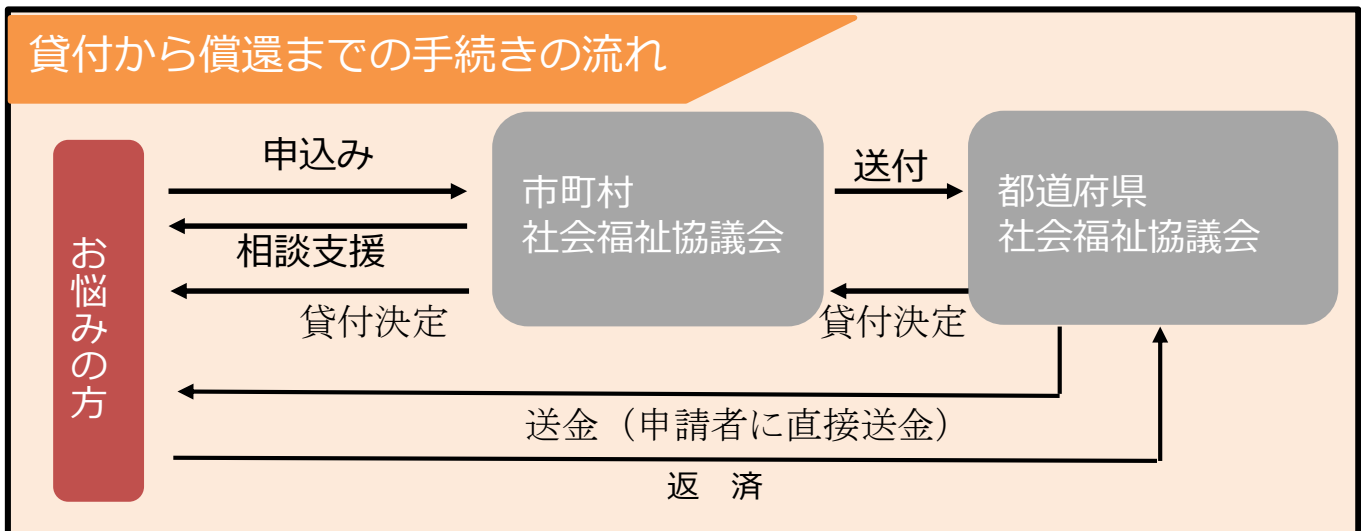 貸付から償還までの手続きの流れ
お悩みの方
申込み
相談支援
貸付決定
市町村
社会福祉協議会
送付
貸付決定
都道府県
社会福祉協議会
送金（申請者に直接送金）
返　済